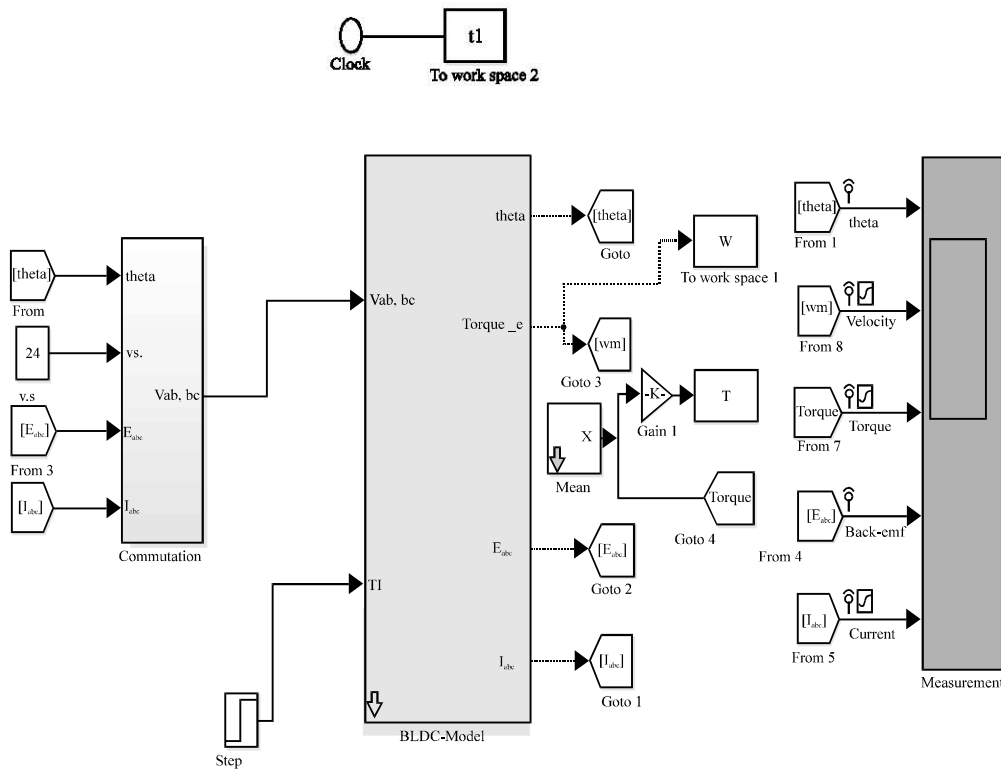 t1
Clock
To work space 2
[theta]
From
24
v.s
[E_abc]
From 3
[I_abc]
theta
vs.
Vab, bc
E_abc
I_abc
Commutation
Step
Vab, bc
TI
theta
Torque _e
E_abc
I_abc
BLDC-Model
[theta]
Goto
W
To work space 1
[wm]
Goto 3
-K-
Gain 1
T
X
Mean
Torque
Goto 4
[E_abc]
Goto 2
[I_abc]
Goto 1
[theta]
From 1
theta
[wm]
From 8
Velocity
Torque
From 7
Torque
[E_abc]
From 4
Back-emf
[I_abc]
From 5
Current
Measurement